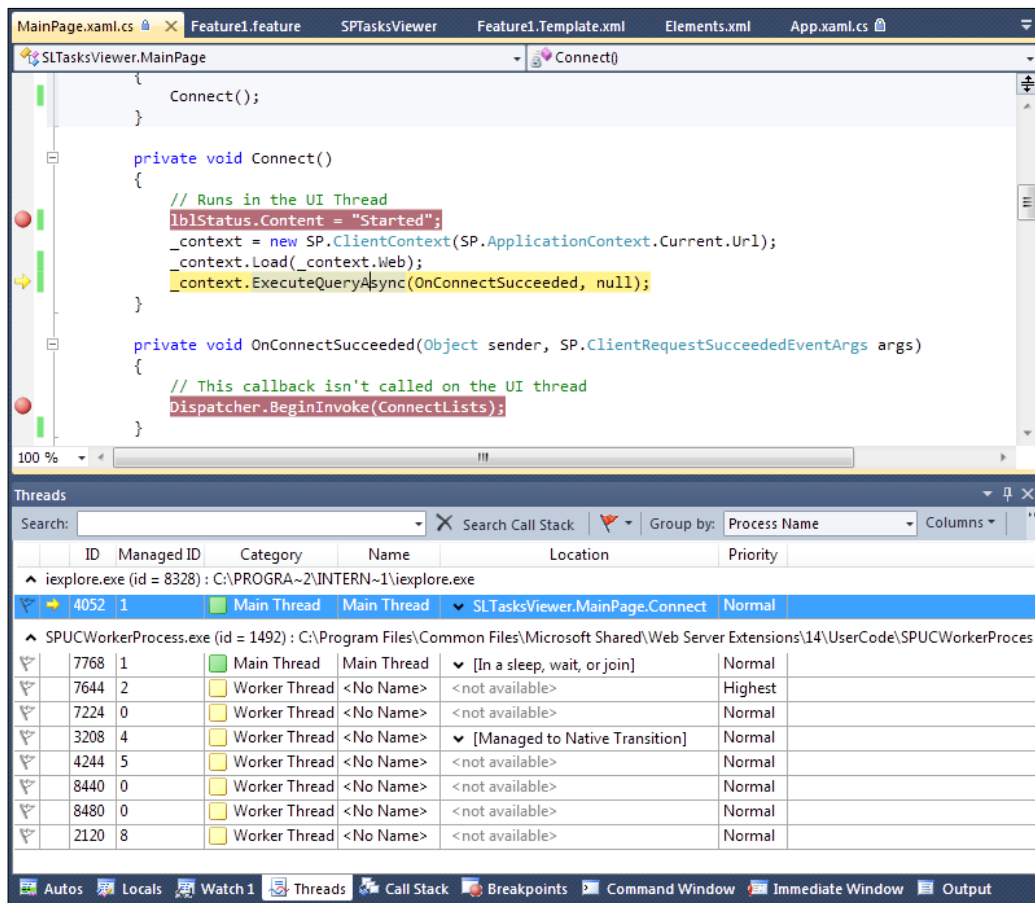 MainPage.xaml.cs Feature1.feature SPTasksViewer Feature1.Template.xml Elements.xml App.xaml.cs
SLTasksViewer.MainPage Connect()
{
Connect();
}
private void Connect()
{
// Runs in the UI Thread
lblStatus.Content = "Started";
_context = new SP.ClientContext(SP.ApplicationContext.Current.Url);
_context.Load(_context.Web);
_context.ExecuteQueryAsync(OnConnectSucceeded, null);
}
private void OnConnectSucceeded(Object sender, SP.ClientRequestSucceededEventArgs args)
{
// This callback isn't called on the UI thread
Dispatcher.BeginInvoke(ConnectLists);
}
100 %
Threads
Search: Search Call Stack Group by: Process Name Columns
ID Managed ID Category Name Location Priority
iexplore.exe (id = 8328) : C:\PROGRA~2\INTERN~1\iexplore.exe
4052 1 Main Thread Main Thread SLTasksViewer.MainPage.Connect Normal
SPUCWorkerProcess.exe (id = 1492) : C:\Program Files\Common Files\Microsoft Shared\Web Server Extensions\14\UserCode\SPUCWorkerProces
7768 1 Main Thread Main Thread [In a sleep, wait, or join] Normal
7644 2 Worker Thread <No Name> <not available> Highest
7224 0 Worker Thread <No Name> <not available> Normal
3208 4 Worker Thread <No Name> [Managed to Native Transition] Normal
4244 5 Worker Thread <No Name> <not available> Normal
8440 0 Worker Thread <No Name> <not available> Normal
8480 0 Worker Thread <No Name> <not available> Normal
2120 8 Worker Thread <No Name> <not available> Normal
Autos Locals Watch 1 Threads Call Stack Breakpoints Command Window Immediate Window Output